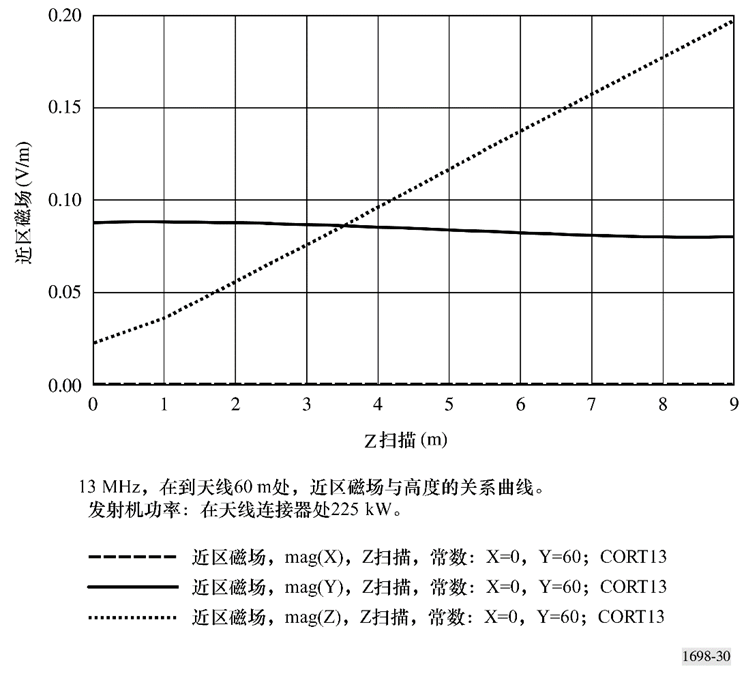 0.20
0.15
0.10
0.05
0.00
近区磁场 (V/m)
0 1 2 3 4 5 6 7 8 9
Z扫描 (m)
13 MHz，在到天线60 m处，近区磁场与高度的关系曲线。
发射机功率：在天线连接器处225 kW。
近区磁场，mag(X)，Z扫描，常数：X=0，Y=60；CORT13
近区磁场，mag(Y)，Z扫描，常数：X=0，Y=60；CORT13
近区磁场，mag(Z)，Z扫描，常数：X=0，Y=60；CORT13
1698-30